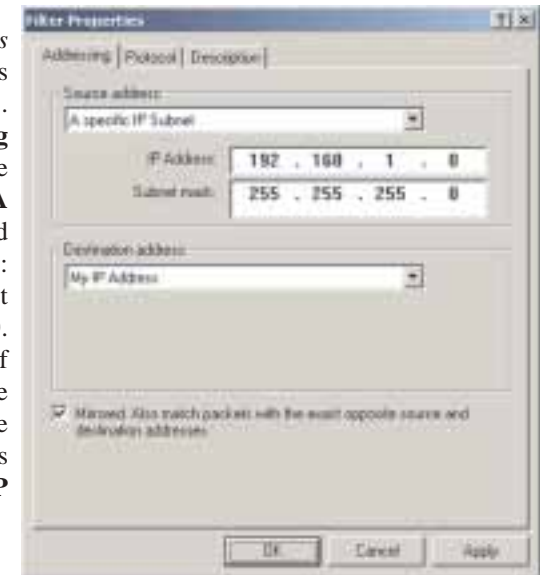 s
s
.
g
e
A
d
:
t
.
f
e
e
s
P
Filter Properties
Addressing Protocol Description
Source address:
A specific IP Subnet
IP Address: 192 . 168 . 1 . 0
Subnet mask: 255 . 255 . 255 . 0
Destination address:
My IP Address
Mirrored. Also match packets with the exact opposite source and
destination addresses.
OK Cancel Apply